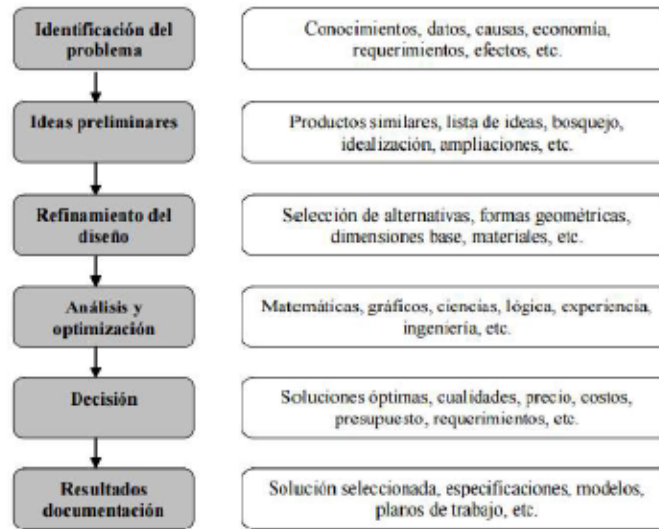 Identificación del
problema
Conocimientos, datos, causas, economía,
requerimientos, efectos, etc.
Ideas preliminares
Productos similares, lista de ideas, bosquejo,
idealización, ampliaciones, etc.
Refinamiento del
diseño
Selección de alternativas, formas geométricas,
dimensiones base, materiales, etc.
Análisis y
optimización
Matemáticas, gráficos, ciencias, lógica, experiencia,
ingeniería, etc.
Decisión
Soluciones óptimas, cualidades, precio, costos,
presupuesto, requerimientos, etc.
Resultados
documentación
Solución seleccionada, especificaciones, modelos,
planos de trabajo, etc.